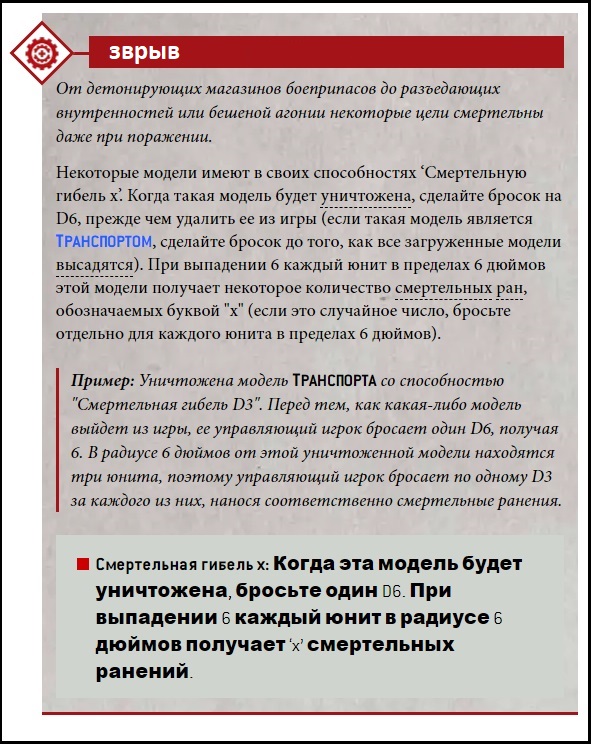 зврыв
От детонирующих магазинов боеприпасов до разъедающих
внутренностей или бешеной агонии некоторые цели смертельны
даже при поражении.
Некоторые модели имеют в своих способностях ‘Смертельную
гибель x’. Когда такая модель будет уничтожена, сделайте бросок на
D6, прежде чем удалить ее из игры (если такая модель является
ТРАНСПОРТОМ, сделайте бросок до того, как все загруженные модели
высадятся). При выпадении 6 каждый юнит в пределах 6 дюймов
этой модели получает некоторое количество смертельных ран,
обозначаемых буквой "x" (если это случайное число, бросьте
отдельно для каждого юнита в пределах 6 дюймов).
Пример: Уничтожена модель ТРАНСПОРТА со способностью
"Смертельная гибель D3". Перед тем, как какая-либо модель
выйдет из игры, ее управляющий игрок бросает один D6, получая
6. В радиусе 6 дюймов от этой уничтоженной модели находятся
три юнита, поэтому управляющий игрок бросает по одному D3
за каждого из них, нанося соответственно смертельные ранения.
Смертельная гибель x: Когда эта модель будет
уничтожена, бросьте один D6. При
выпадении 6 каждый юнит в радиусе 6
дюймов получает ‘x’ смертельных
ранений.